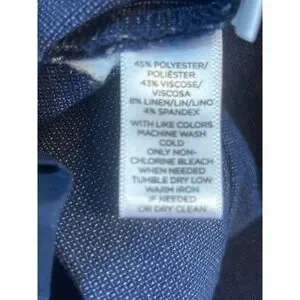 45% POLYESTER/
POLIÉSTER
43% VISCOSE/
VISCOSA
8% LINEN/LIN/LINO
4% SPANDEX
WITH LIKE COLORS
MACHINE WASH
COLD
ONLY NON-
CHLORINE BLEACH
WHEN NEEDED
TUMBLE DRY LOW
WARM IRON
IF NEEDED
OR DRY CLEAN